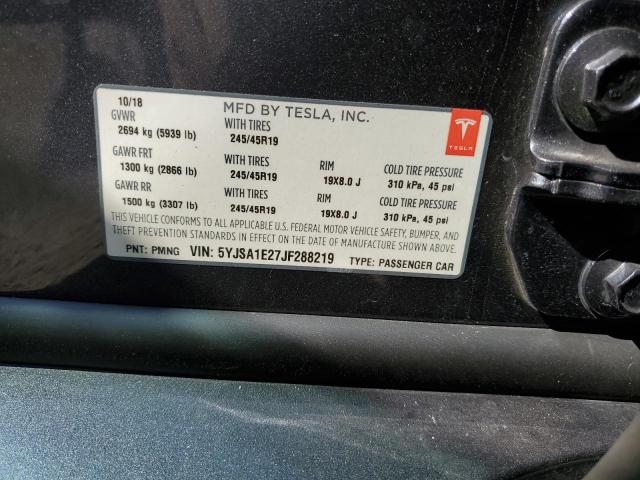 10/18 MFD BY TESLA, INC.
GVWR WITH TIRES
2694 kg (5939 lb) 245/45R19
TESLA
GAWR FRT WITH TIRES RIM COLD TIRE PRESSURE
1300 kg (2866 lb) 245/45R19 19X8.0 J 310 kPa, 45 psi
GAWR RR WITH TIRES RIM COLD TIRE PRESSURE
1500 kg (3307 lb) 245/45R19 19X8.0 J 310 kPa, 45 psi
THIS VEHICLE CONFORMS TO ALL APPLICABLE U.S. FEDERAL MOTOR VEHICLE SAFETY, BUMPER, AND
THEFT PREVENTION STANDARDS IN EFFECT ON THE DATE OF MANUFACTURE SHOWN ABOVE.
PNT: PMNG VIN: 5YJSA1E27JF288219 TYPE: PASSENGER CAR